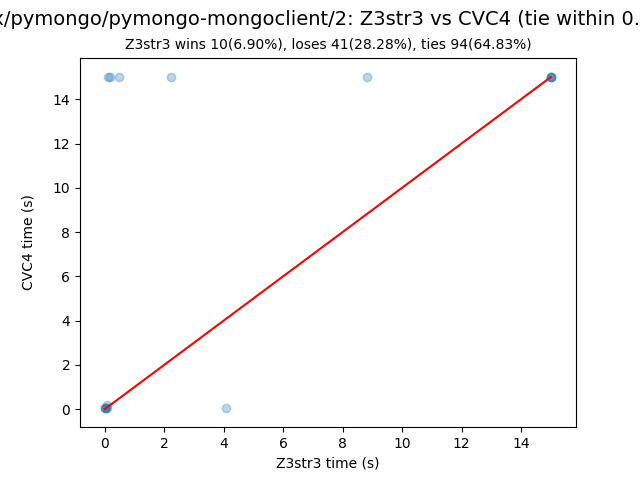 x/pymongo/pymongo-mongoclient/2: Z3str3 vs CVC4 (tie within 0.
Z3str3 wins 10(6.90%), loses 41(28.28%), ties 94(64.83%)
14
12
10
8
6
4
2
0
CVC4 time (s)
0 2 4 6 8 10 12 14
Z3str3 time (s)